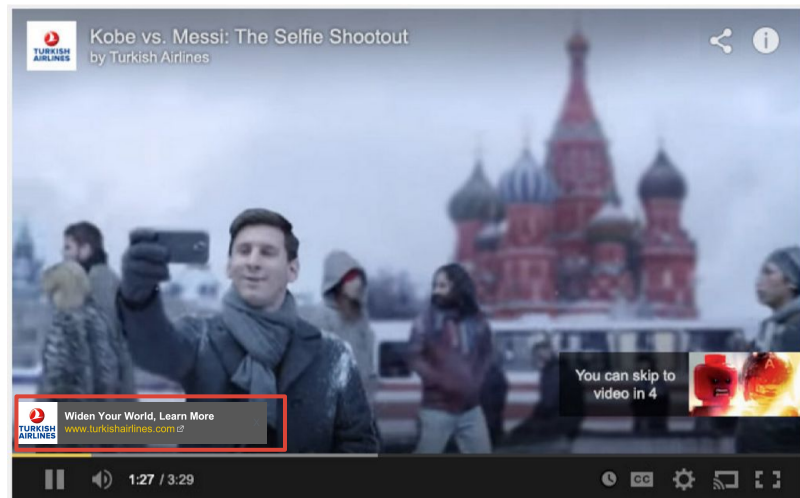 TURKISH
AIRLINES
Kobe vs. Messi: The Selfie Shootout
by Turkish Airlines
You can skip to
video in 4
TURKISH
AIRLINES
Widen Your World, Learn More
www.turkishairlines.com
1:27 / 3:29
CC